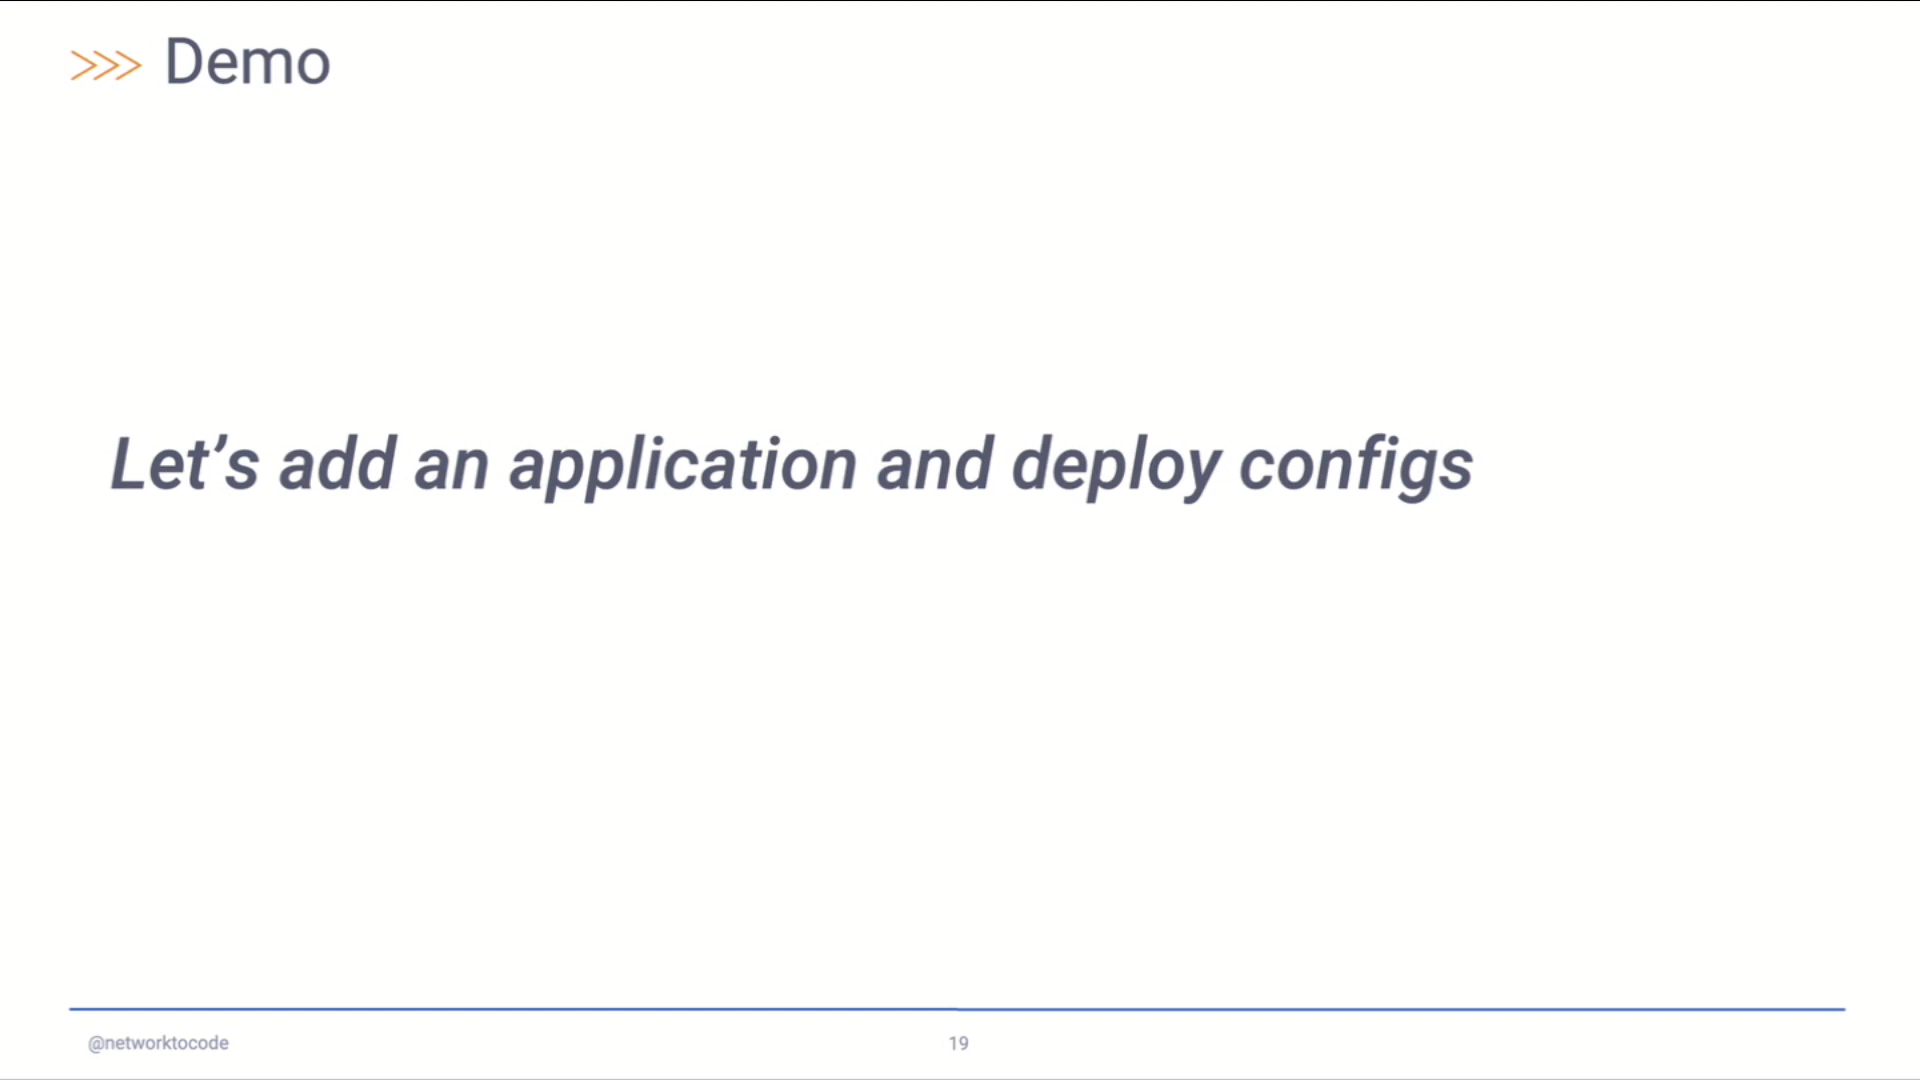 >>> Demo
Let’s add an application and deploy configs
@networktocode
19